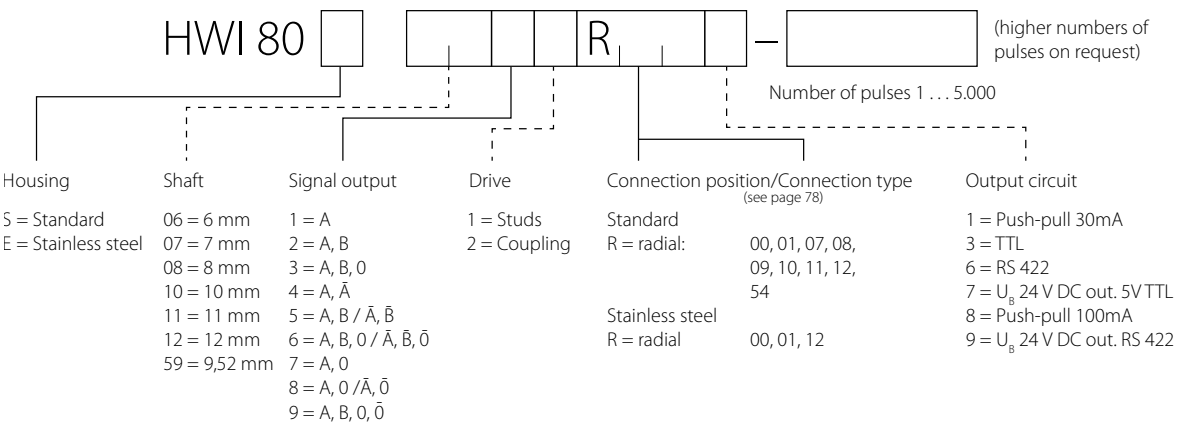 HWI 80 R – (higher numbers of
pulses on request)
Number of pulses 1 . . . 5.000
Housing
S = Standard
E = Stainless steel
Shaft
06 = 6 mm
07 = 7 mm
08 = 8 mm
10 = 10 mm
11 = 11 mm
12 = 12 mm
59 = 9,52 mm
Signal output
1 = A
2 = A, B
3 = A, B, 0
4 = A, Ā
5 = A, B / Ā, B̄
6 = A, B, 0 / Ā, B̄, 0̄
7 = A, 0
8 = A, 0 /Ā, 0̄
9 = A, B, 0, 0̄
Drive
1 = Studs
2 = Coupling
Connection position/Connection type
(see page 78)
Standard
R = radial: 00, 01, 07, 08,
09, 10, 11, 12,
54
Stainless steel
R = radial 00, 01, 12
Output circuit
1 = Push-pull 30mA
3 = TTL
6 = RS 422
7 = U_B 24 V DC out. 5V TTL
8 = Push-pull 100mA
9 = U_B 24 V DC out. RS 422